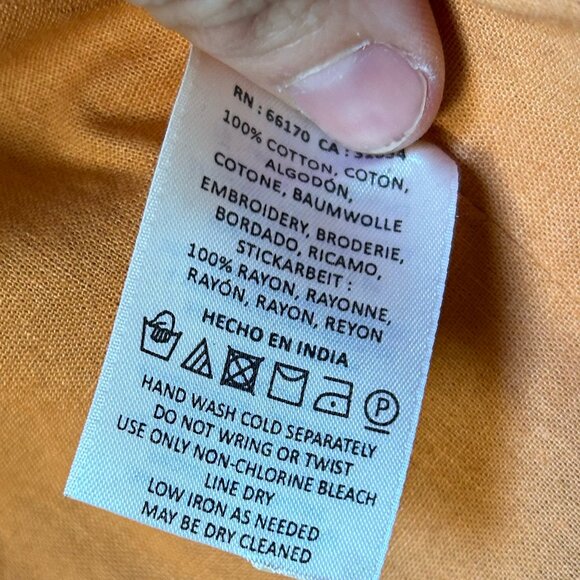 RN : 66170 CA :
100% COTTON, COTON,
ALGODÓN,
COTONE, BAUMWOLLE
EMBROIDERY, BRODERIE,
BORDADO, RICAMO,
STICKARBEIT :
100% RAYON, RAYONNE,
RAYÓN, RAYON, REYON
HECHO EN INDIA
P
HAND WASH COLD SEPARATELY
DO NOT WRING OR TWIST
USE ONLY NON-CHLORINE BLEACH
LINE DRY
LOW IRON AS NEEDED
MAY BE DRY CLEANED